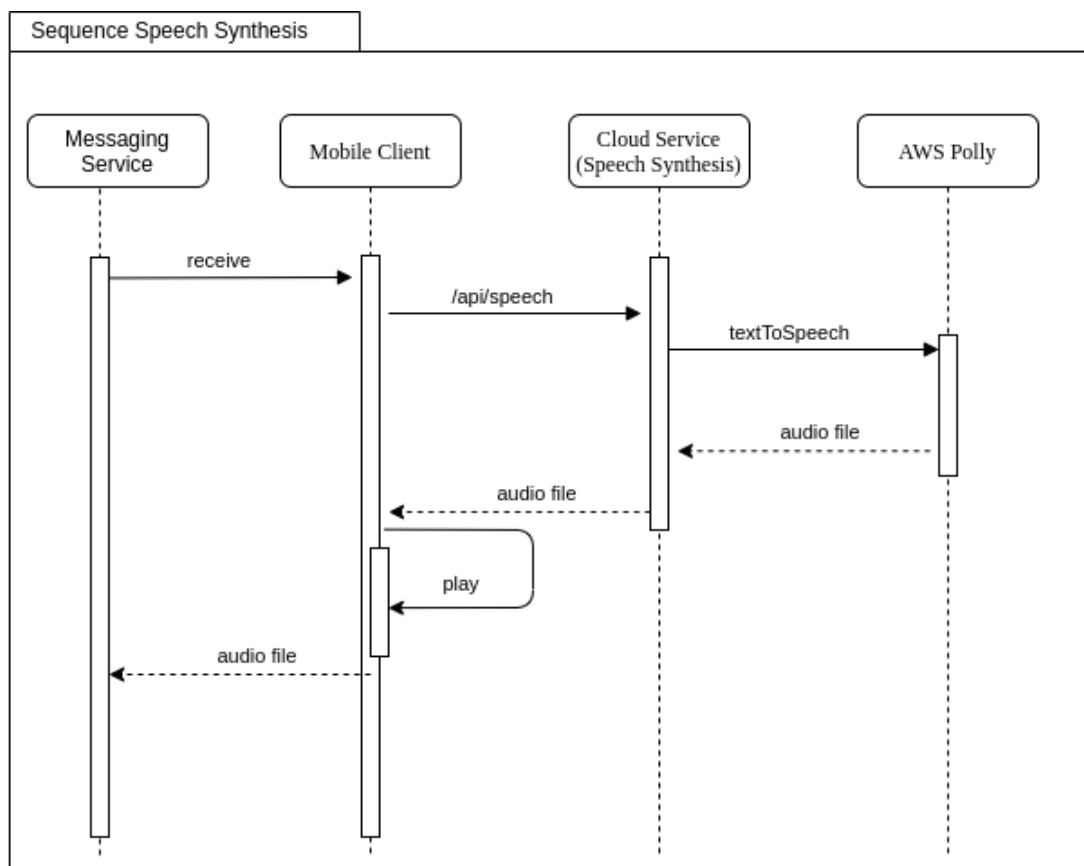 Sequence Speech Synthesis
Messaging
Service
Mobile Client
Cloud Service
(Speech Synthesis)
AWS Polly
receive
/api/speech
textToSpeech
audio file
audio file
play
audio file